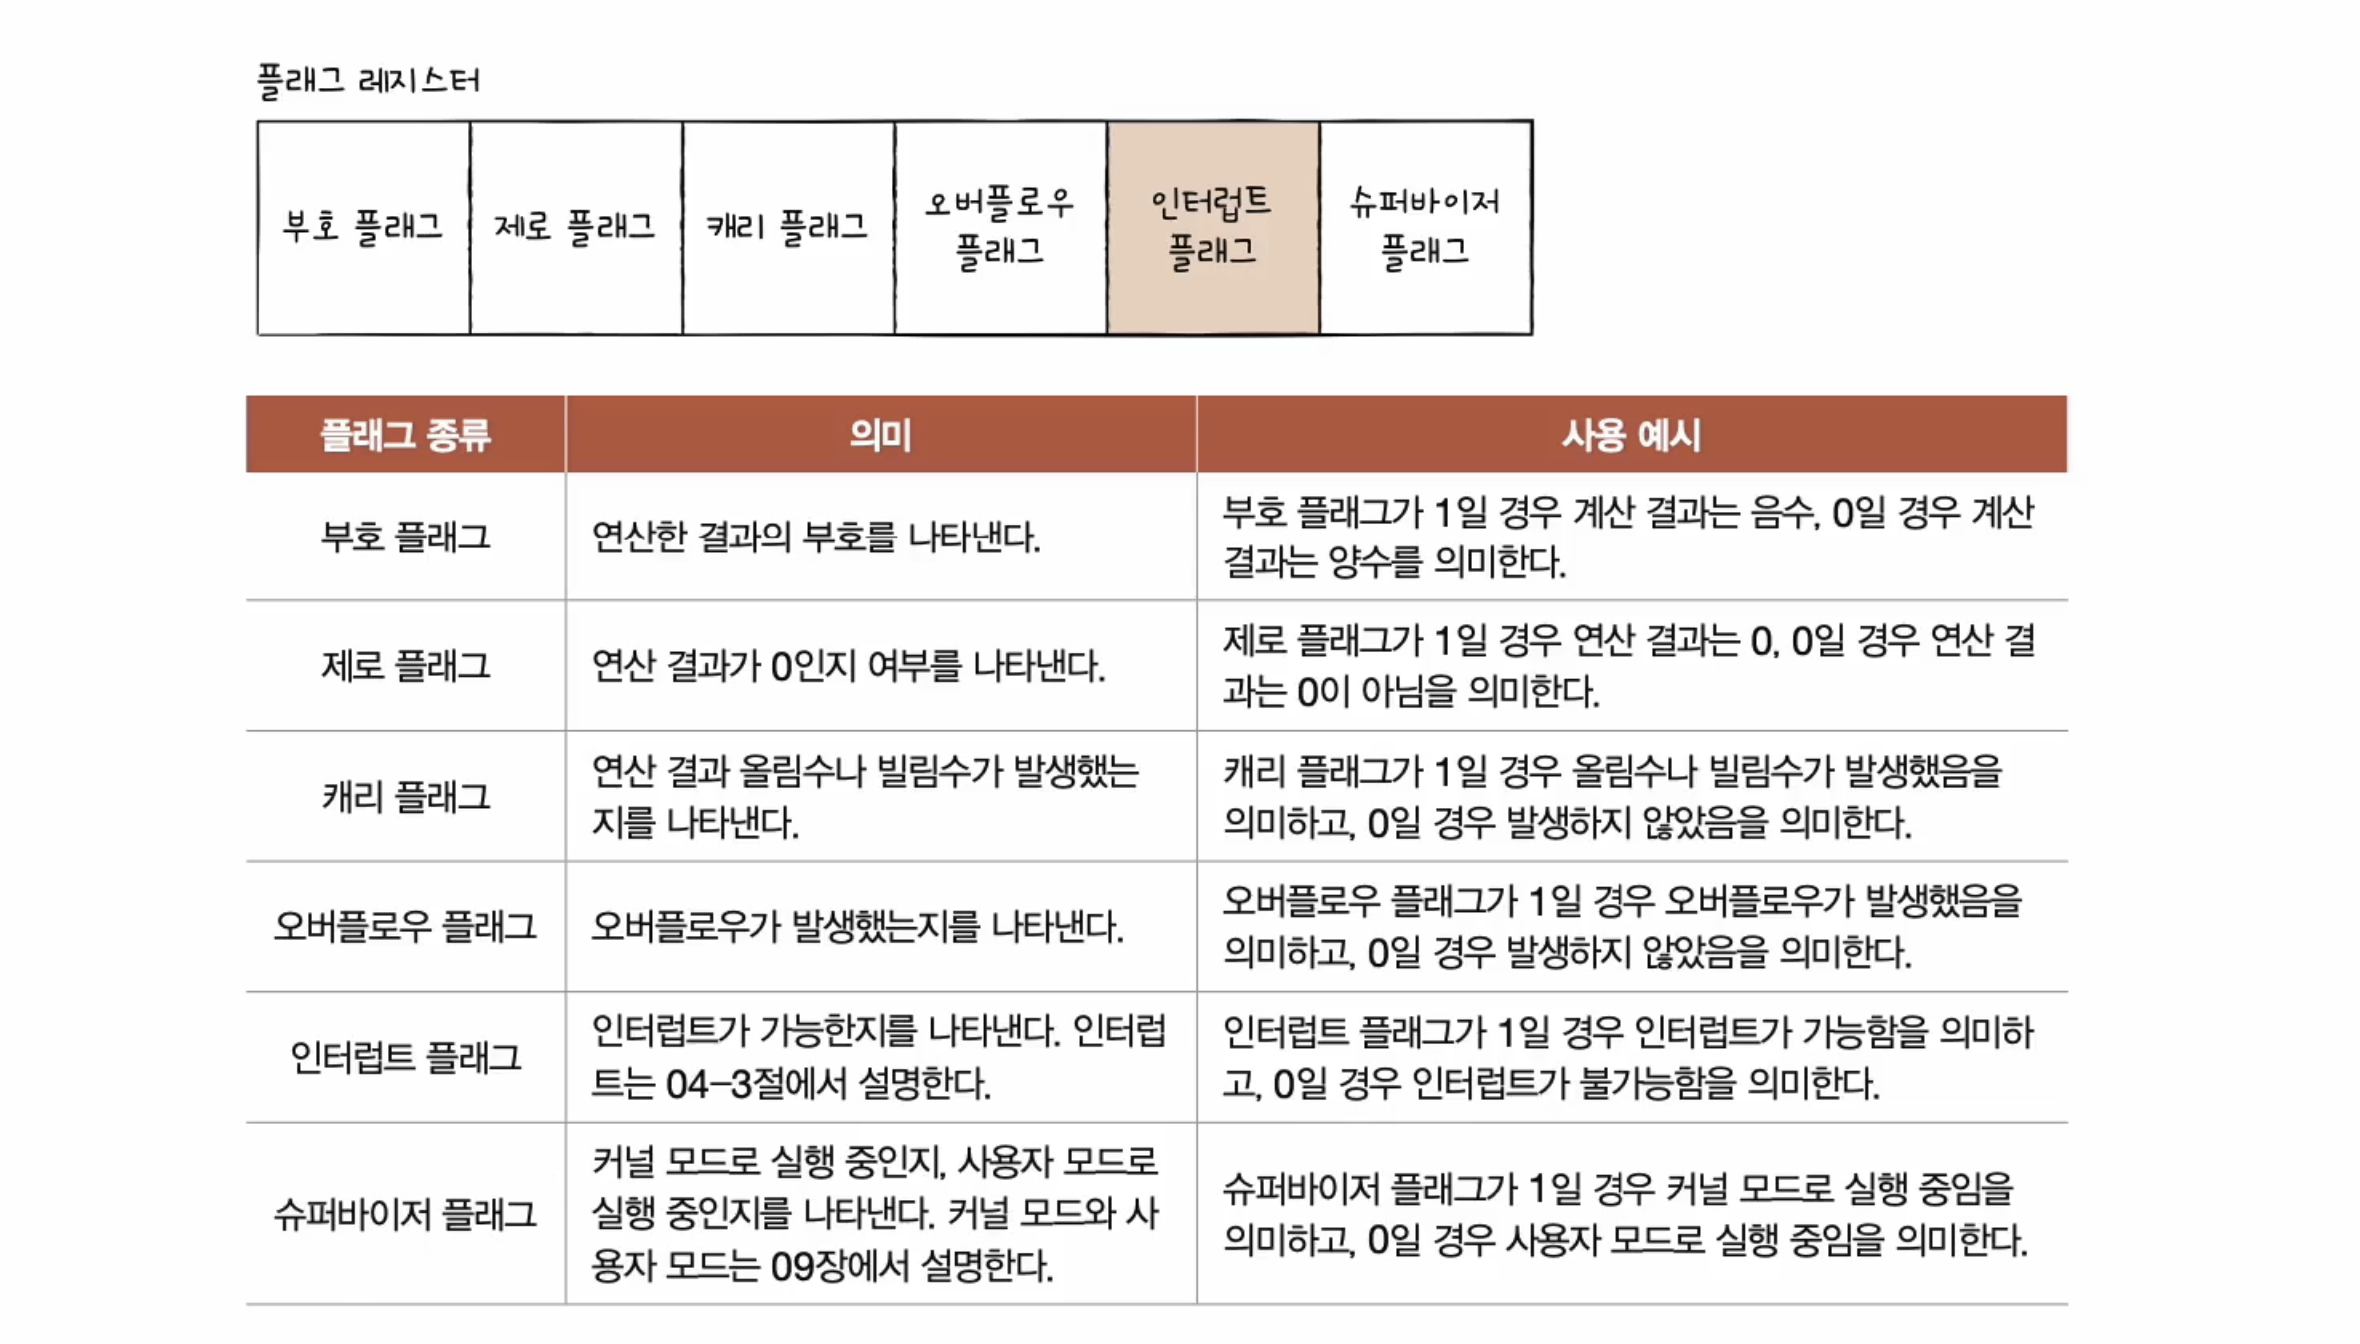 플래그 레지스터
부호 플래그
제로 플래그
캐리 플래그
오버플로우
플래그
인터럽트
플래그
슈퍼바이저
플래그
플래그 종류
의미
사용 예시
부호 플래그
연산한 결과의 부호를 나타낸다.
부호 플래그가 1일 경우 계산 결과는 음수, 0일 경우 계산
결과는 양수를 의미한다.
제로 플래그
연산 결과가 0인지 여부를 나타낸다.
제로 플래그가 1일 경우 연산 결과는 0, 0일 경우 연산 결
과는 0이 아님을 의미한다.
캐리 플래그
연산 결과 올림수나 빌림수가 발생했는
지를 나타낸다.
캐리 플래그가 1일 경우 올림수나 빌림수가 발생했음을
의미하고, 0일 경우 발생하지 않았음을 의미한다.
오버플로우 플래그
오버플로우가 발생했는지를 나타낸다.
오버플로우 플래그가 1일 경우 오버플로우가 발생했음을
의미하고, 0일 경우 발생하지 않았음을 의미한다.
인터럽트 플래그
인터럽트가 가능한지를 나타낸다. 인터럽
트는 04-3절에서 설명한다.
인터럽트 플래그가 1일 경우 인터럽트가 가능함을 의미하
고, 0일 경우 인터럽트가 불가능함을 의미한다.
슈퍼바이저 플래그
커널 모드로 실행 중인지, 사용자 모드로
실행 중인지를 나타낸다. 커널 모드와 사
용자 모드는 09장에서 설명한다.
슈퍼바이저 플래그가 1일 경우 커널 모드로 실행 중임을
의미하고, 0일 경우 사용자 모드로 실행 중임을 의미한다.